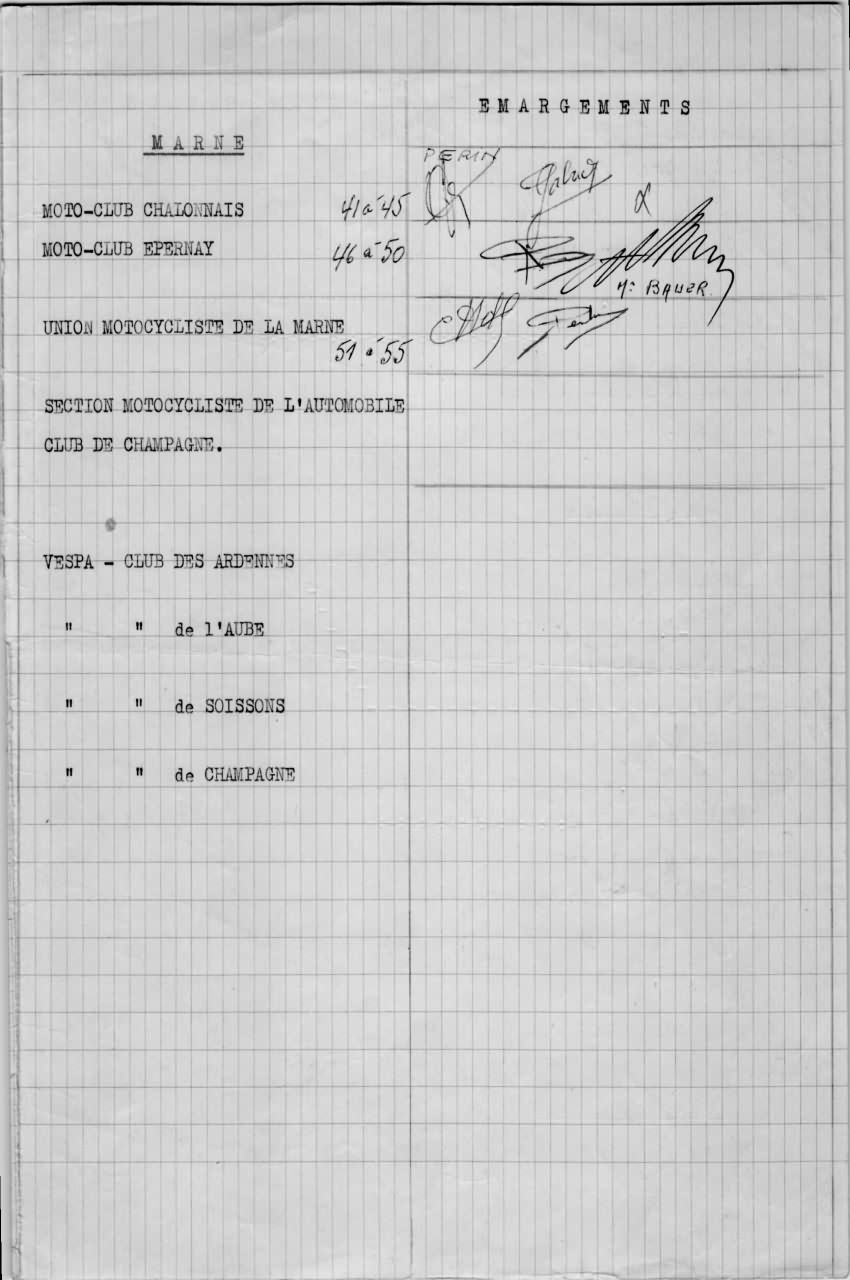 EMARGEMENTS
MARNE
PERIN
MOTO-CLUB CHALONNAIS 41 à 45
MOTO-CLUB EPERNAY 46 à 50
Mr BAUER
UNION MOTOCYCLISTE DE LA MARNE
51 à 55
SECTION MOTOCYCLISTE DE L'AUTOMOBILE
CLUB DE CHAMPAGNE.
VESPA - CLUB DES ARDENNES
" " de l'AUBE
" " de SOISSONS
" " de CHAMPAGNE